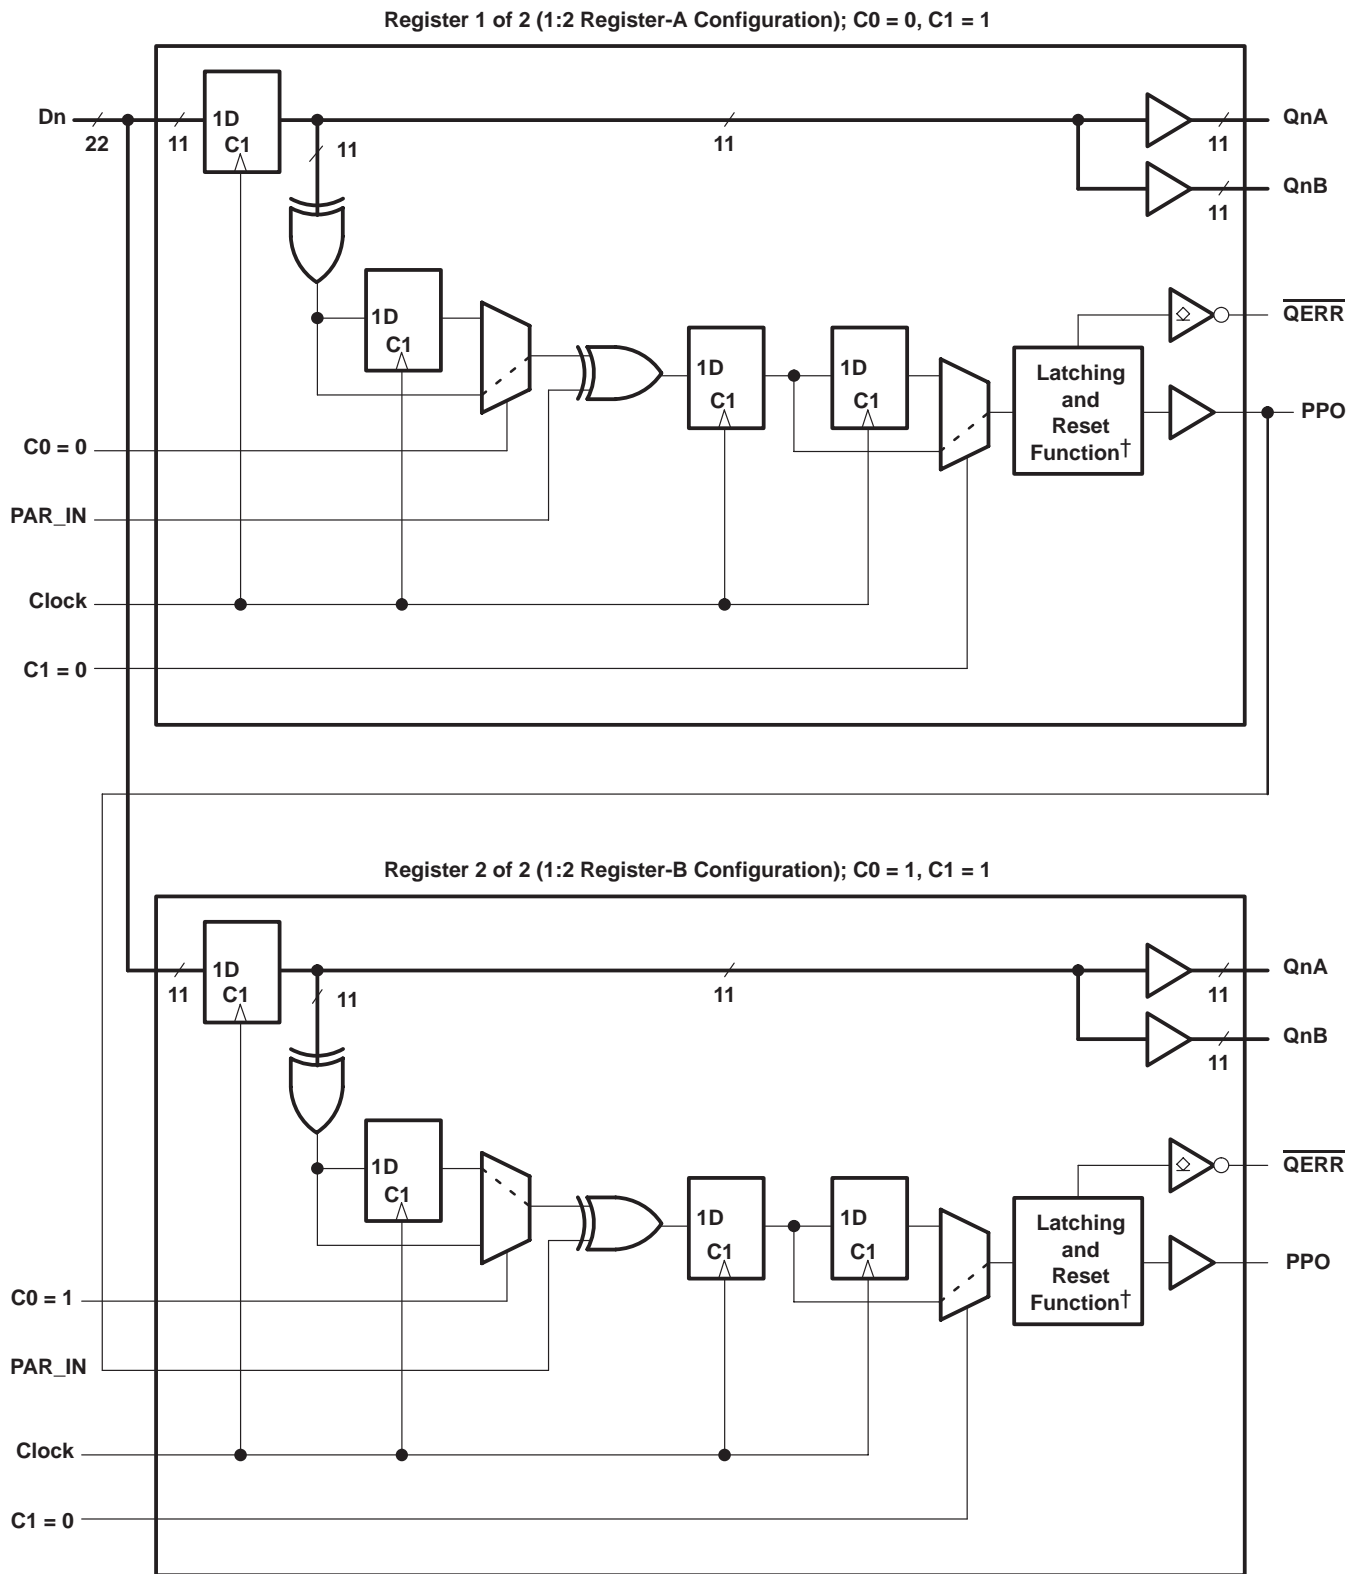 Register 1 of 2 (1:2 Register-A Configuration); C0 = 0, C1 = 1
Dn
22
11
1D
C1
11
11
11
QnA
11
QnB
1D
C1
1D
C1
1D
C1
Latching
and
Reset
Function†
QERR
PPO
C0 = 0
PAR_IN
Clock
C1 = 0
Register 2 of 2 (1:2 Register-B Configuration); C0 = 1, C1 = 1
11
1D
C1
11
11
11
QnA
11
QnB
1D
C1
1D
C1
1D
C1
Latching
and
Reset
Function†
QERR
PPO
C0 = 1
PAR_IN
Clock
C1 = 0